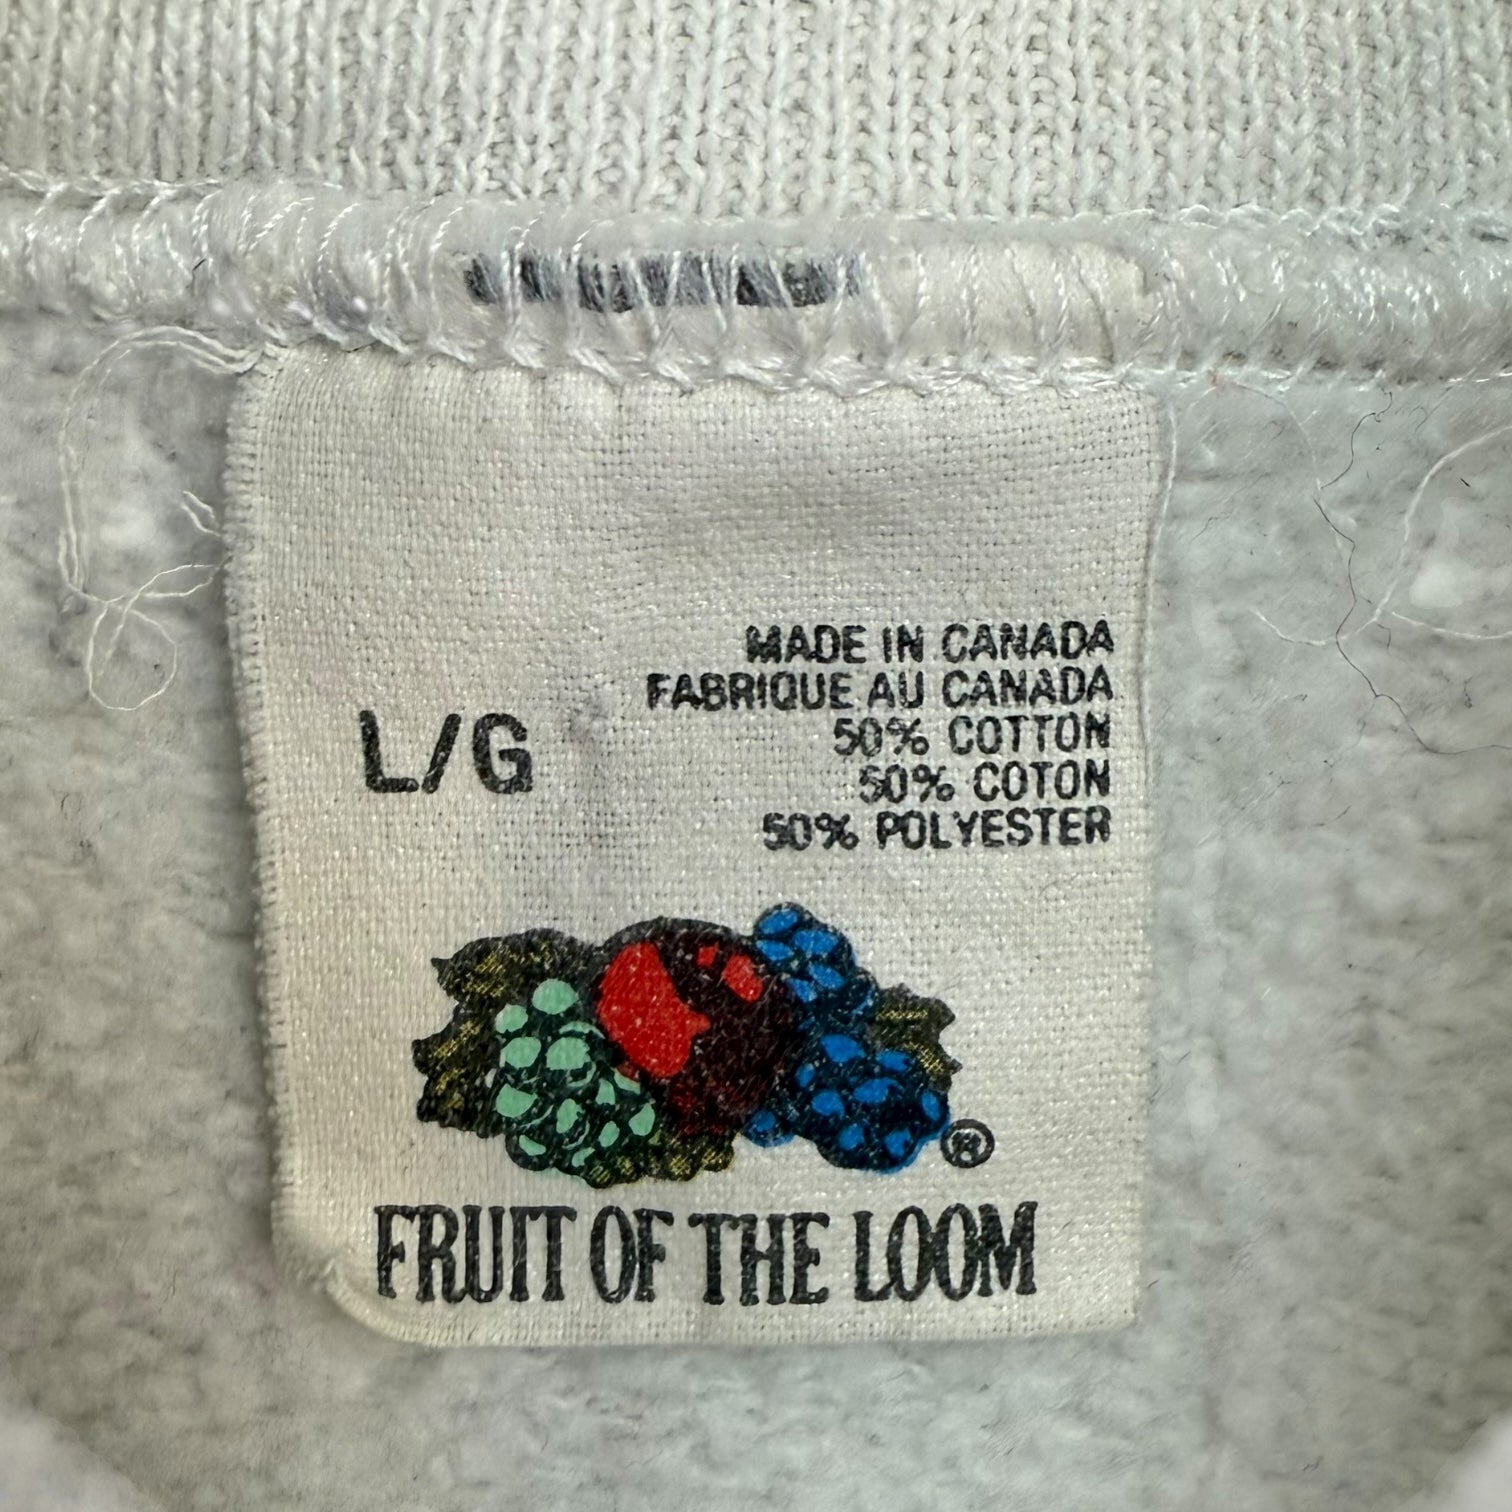 MADE IN CANADA
FABRIQUE AU CANADA
50% COTTON
50% COTON
50% POLYESTER
L/G
®
FRUIT OF THE LOOM